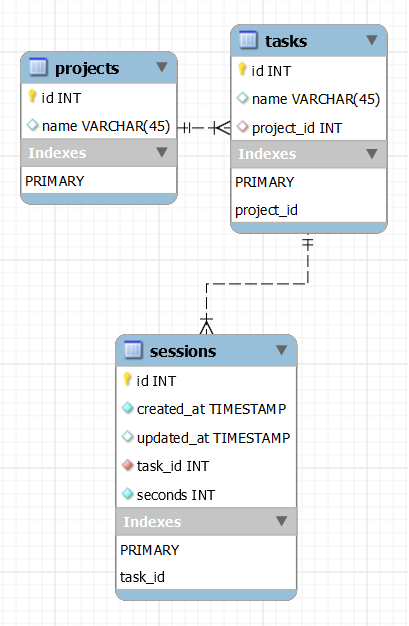 projects
id INT
name VARCHAR(45)
Indexes
PRIMARY
tasks
id INT
name VARCHAR(45)
project_id INT
Indexes
PRIMARY
project_id
sessions
id INT
created_at TIMESTAMP
updated_at TIMESTAMP
task_id INT
seconds INT
Indexes
PRIMARY
task_id